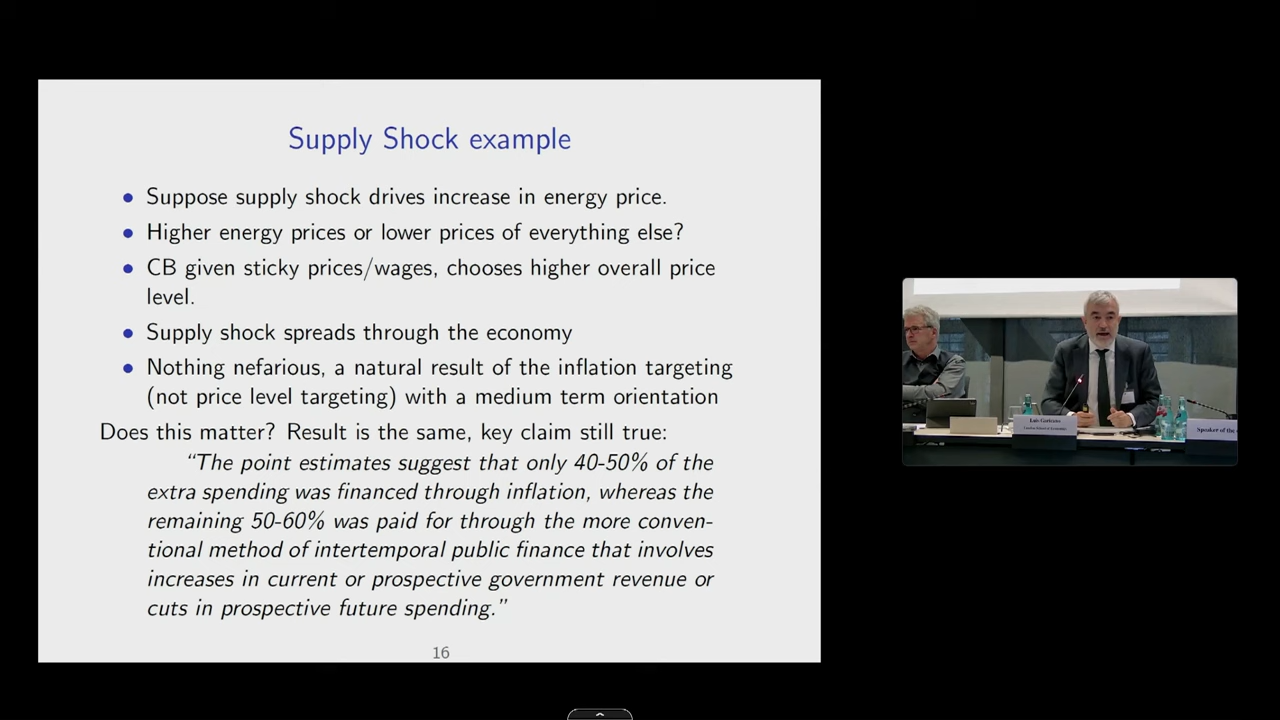 Supply Shock example
• Suppose supply shock drives increase in energy price.
• Higher energy prices or lower prices of everything else?
• CB given sticky prices/wages, chooses higher overall price
level.
• Supply shock spreads through the economy
• Nothing nefarious, a natural result of the inflation targeting
(not price level targeting) with a medium term orientation
Does this matter? Result is the same, key claim still true:
“The point estimates suggest that only 40-50% of the
extra spending was financed through inflation, whereas the
remaining 50-60% was paid for through the more conven-
tional method of intertemporal public finance that involves
increases in current or prospective government revenue or
cuts in prospective future spending.”
16
Luis Garicano
Speaker of the